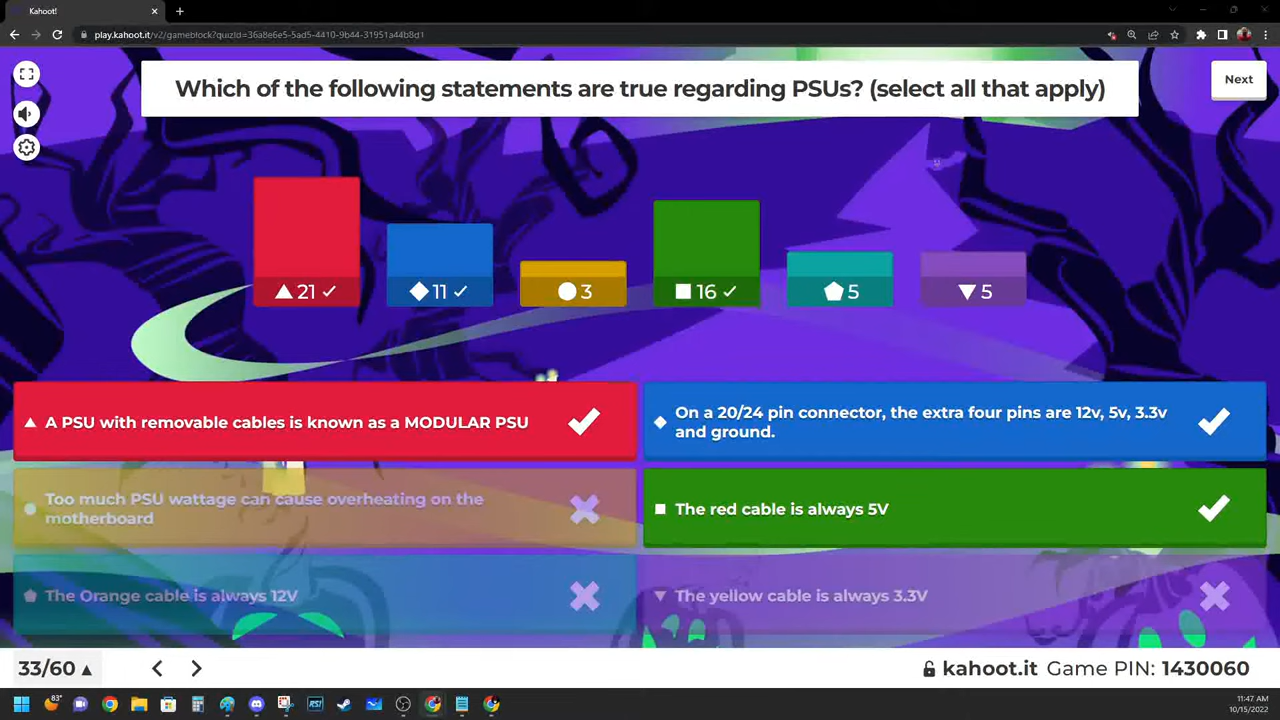 Kahoot!
play.kahoot.it/v2/gameblock?quizId=36a8e6e5-5ad5-4410-9b44-31951a44b8d1
Which of the following statements are true regarding PSUs? (select all that apply)
Next
21
11
3
16
5
5
A PSU with removable cables is known as a MODULAR PSU
On a 20/24 pin connector, the extra four pins are 12v, 5v, 3.3v
and ground.
Too much PSU wattage can cause overheating on the
motherboard
The red cable is always 5V
The Orange cable is always 12V
The yellow cable is always 3.3V
33/60
kahoot.it Game PIN: 1430060
83°
RSI
11:47 AM
10/15/2022